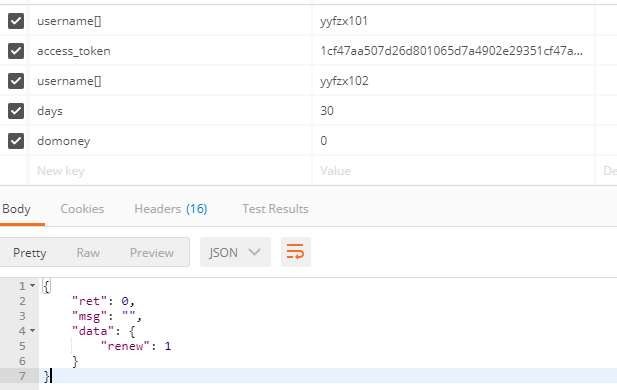 username[] yyfzx101
access_token 1cf47aa507d26d801065d7a4902e29351cf47a...
username[] yyfzx102
days 30
domoney 0
New key Value De
Body Cookies Headers (16) Test Results
Pretty Raw Preview JSON
1 {
2 "ret": 0,
3 "msg": "",
4 "data": {
5 "renew": 1
6 }
7 }